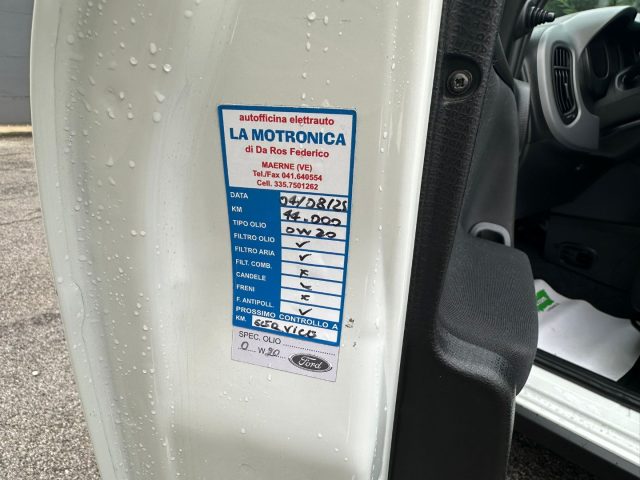 autofficina elettrauto
LA MOTRONICA
di Da Ros Federico
MAERNE (VE)
Tel./Fax 041.640554
Cell. 335.7501262
DATA 04/08/25
KM 44.000
TIPO OLIO 0W20
FILTRO OLIO ✓
FILTRO ARIA ✓
FILT. COMB. x
CANDELE ✓
FRENI x
F. ANTIPOLL. ✓
PROSSIMO CONTROLLO A
KM.
SPEC. OLIO
0 W 20
Ford